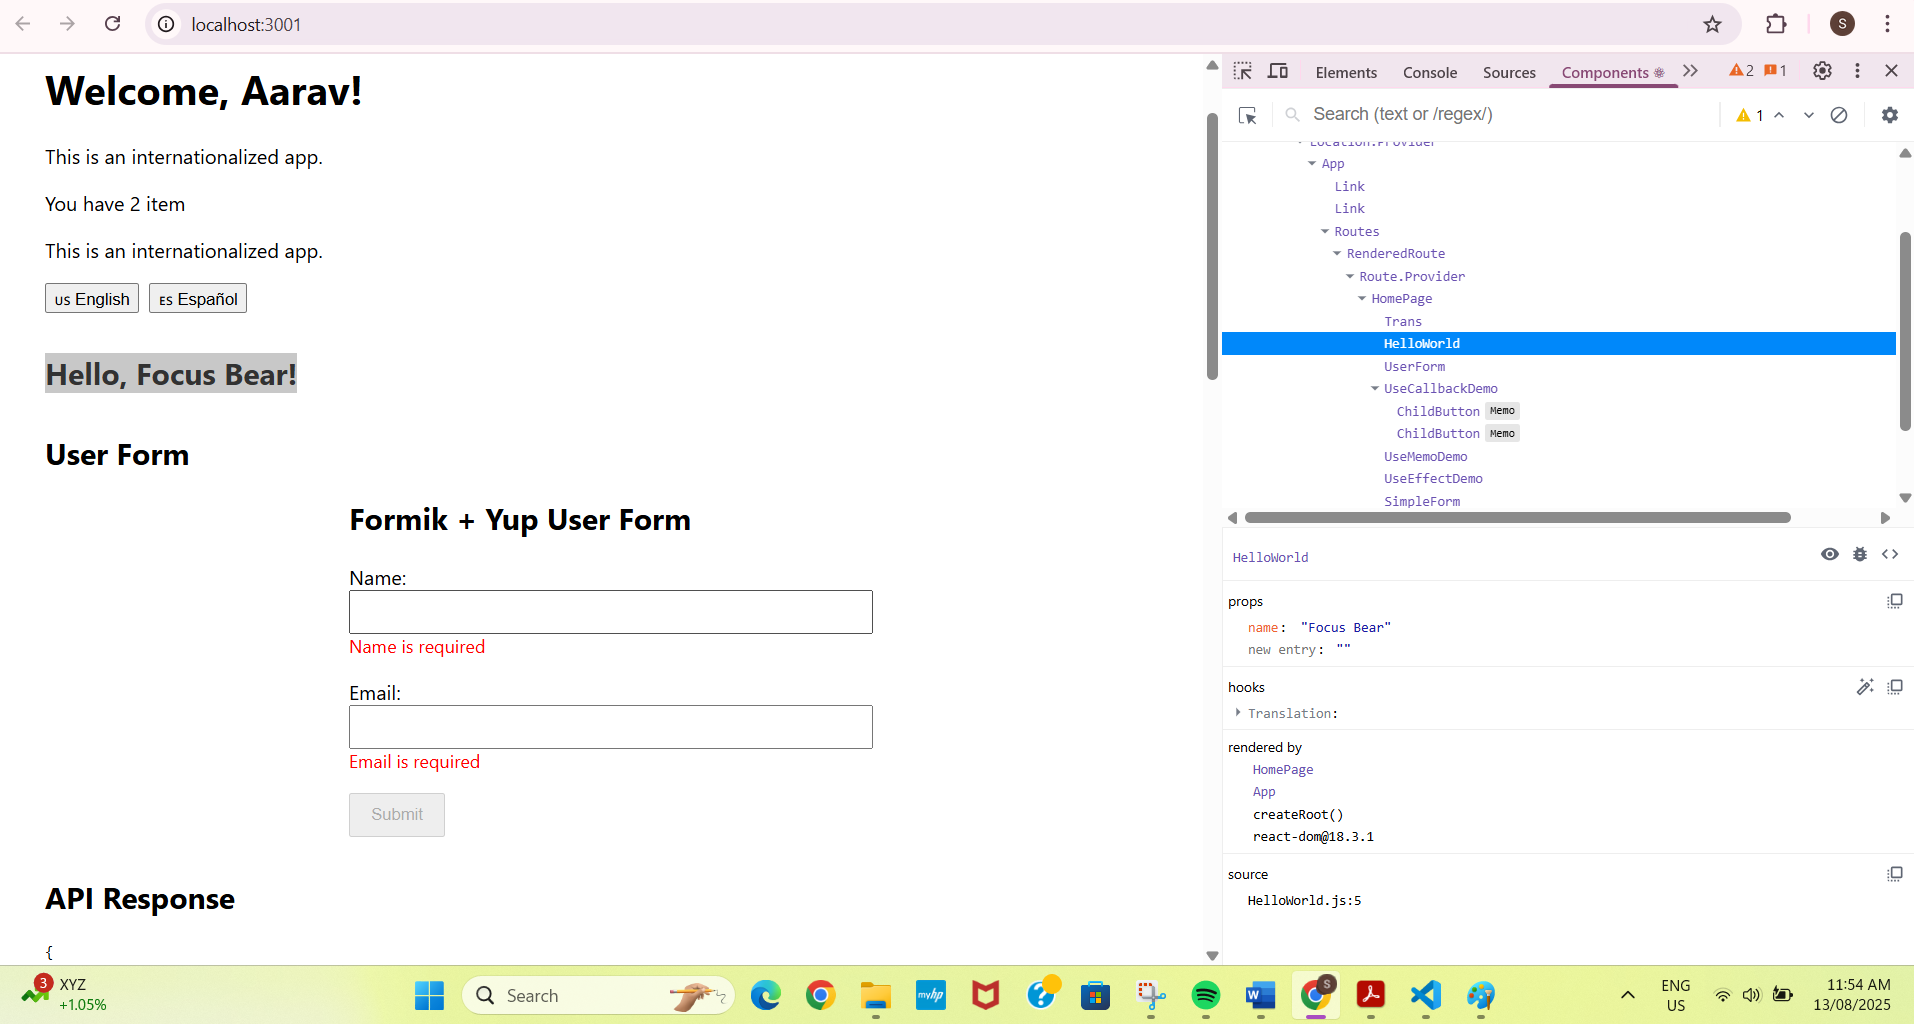 localhost:3001
S
Welcome, Aarav!
This is an internationalized app.
You have 2 item
This is an internationalized app.
US English
ES Español
Hello, Focus Bear!
User Form
Formik + Yup User Form
Name:
Name is required
Email:
Email is required
Submit
API Response
{
Elements
Console
Sources
Components
2
1
Search (text or /regex/)
1
Location.Provider
App
Link
Link
Routes
RenderedRoute
Route.Provider
HomePage
Trans
HelloWorld
UserForm
UseCallbackDemo
ChildButton Memo
ChildButton Memo
UseMemoDemo
UseEffectDemo
SimpleForm
HelloWorld
props
name: "Focus Bear"
new entry: ""
hooks
Translation:
rendered by
HomePage
App
createRoot()
react-dom@18.3.1
source
HelloWorld.js:5
3
XYZ
+1.05%
Search
myhp
S
ENG
US
11:54 AM
13/08/2025